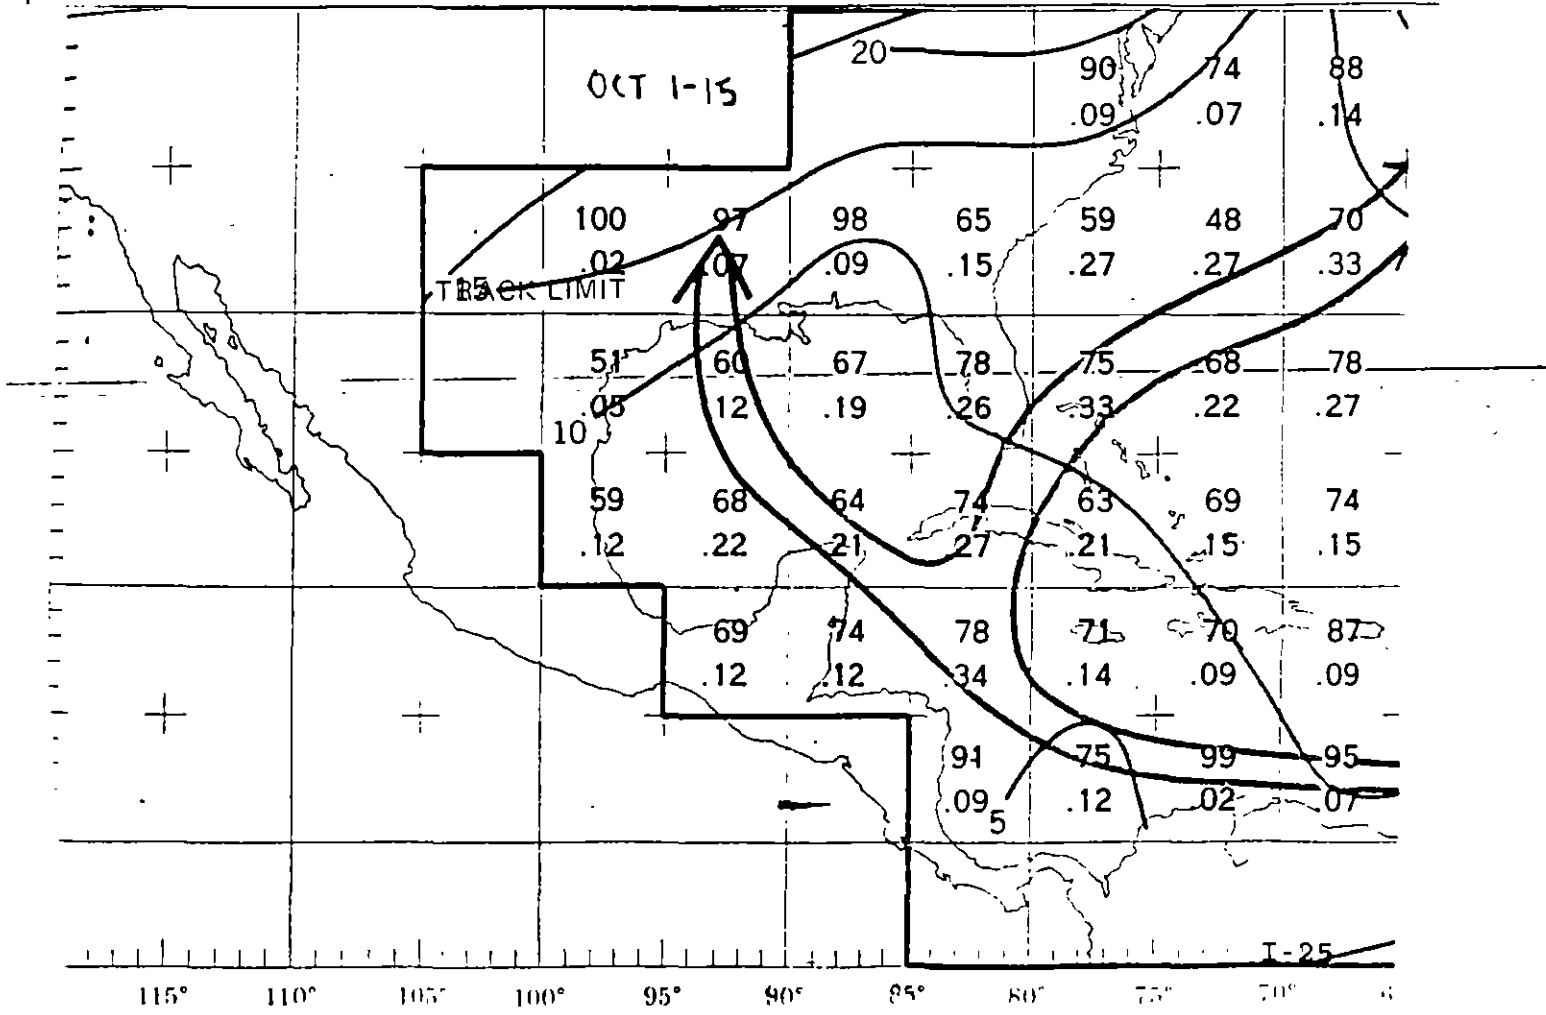 20
OCT 1-15
90 74 88
.09 .07 .14
100 97 98 65 59 48 70
.02 .07 .09 .15 .27 .27 .33
TRACK LIMIT
15
51 60 67 78 75 68 78
.05 .12 .19 .26 .33 .22 .27
10
59 68 64 74 63 69 74
.12 .22 .21 .27 .21 .15 .15
69 74 78 71 70 87
.12 .12 .34 .14 .09 .09
91 75 99 95
.09 .12 .02 .07
5
I-25
115° 110° 105° 100° 95° 90° 85° 80° 75° 70° 6